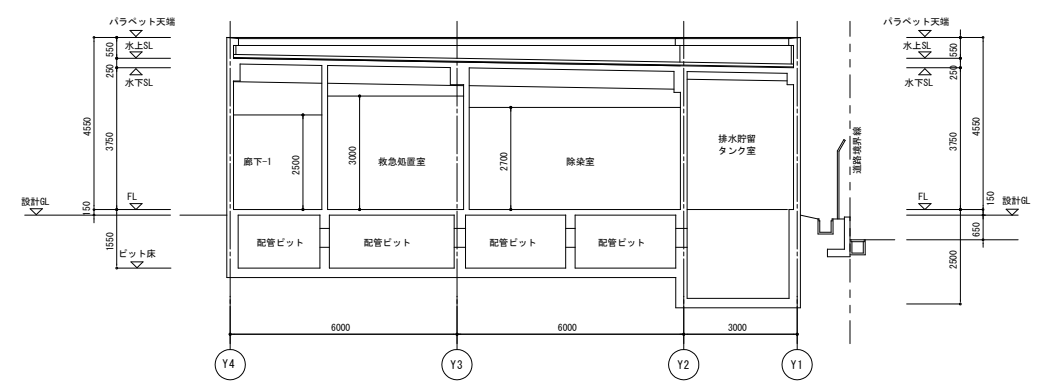 パラペット天端
水上SL
水下SL
550
250
4550
3750
FL
設計GL
150
1550
ピット床
廊下-1
2500
3000
救急処置室
2700
除染室
排水貯留
タンク室
配管ピット
配管ピット
配管ピット
配管ピット
6000
6000
3000
Y4
Y3
Y2
Y1
道路境界線
パラペット天端
水上SL
水下SL
550
250
3750
4550
FL
150
設計GL
650
2500